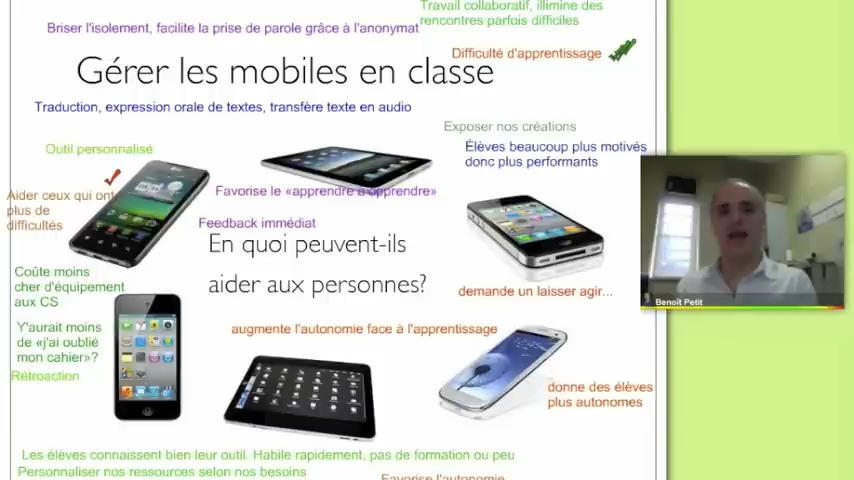 Travail collaboratif, illimine des
rencontres parfois difficiles
Briser l'isolement, facilite la prise de parole grâce à l'anonymat
Difficulté d'apprentissage
Gérer les mobiles en classe
Traduction, expression orale de textes, transfère texte en audio
Exposer nos créations
Élèves beaucoup plus motivés
donc plus performants
Outil personnalisé
Aider ceux qui ont
plus de
difficultés
Favorise le «apprendre à apprendre»
Feedback immédiat
En quoi peuvent-ils
aider aux personnes?
Coûte moins
cher d'équipement
aux CS
demande un laisser agir...
Benoît Petit
Y'aurait moins
de «j'ai oublié
mon cahier»?
augmente l'autonomie face à l'apprentissage
Rétroaction
donne des élèves
plus autonomes
Les élèves connaissent bien leur outil. Habile rapidement, pas de formation ou peu
Personnaliser nos ressources selon nos besoins
Favorise l'autonomie